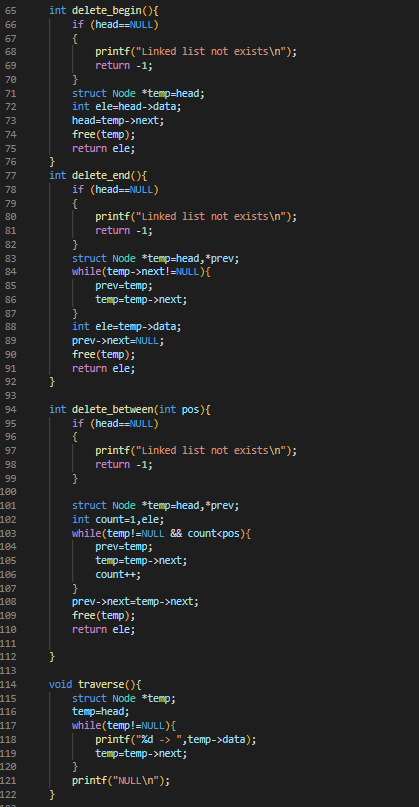 65 int delete_begin(){
66 if (head==NULL)
67 {
68 printf("Linked list not exists\n");
69 return -1;
70 }
71 struct Node *temp=head;
72 int ele=head->data;
73 head=temp->next;
74 free(temp);
75 return ele;
76 }
77 int delete_end(){
78 if (head==NULL)
79 {
80 printf("Linked list not exists\n");
81 return -1;
82 }
83 struct Node *temp=head,*prev;
84 while(temp->next!=NULL){
85 prev=temp;
86 temp=temp->next;
87 }
88 int ele=temp->data;
89 prev->next=NULL;
90 free(temp);
91 return ele;
92 }
93
94 int delete_between(int pos){
95 if (head==NULL)
96 {
97 printf("Linked list not exists\n");
98 return -1;
99 }
100
101 struct Node *temp=head,*prev;
102 int count=1,ele;
103 while(temp!=NULL && count<pos){
104 prev=temp;
105 temp=temp->next;
106 count++;
107 }
108 prev->next=temp->next;
109 free(temp);
110 return ele;
111
112 }
113
114 void traverse(){
115 struct Node *temp;
116 temp=head;
117 while(temp!=NULL){
118 printf("%d -> ",temp->data);
119 temp=temp->next;
120 }
121 printf("NULL\n");
122 }